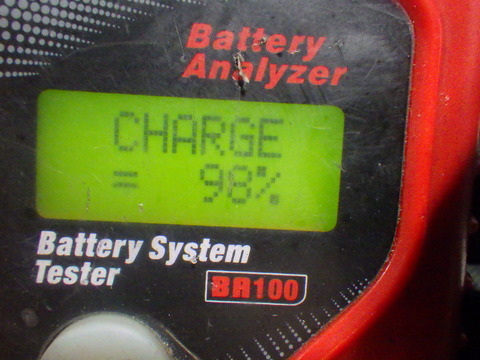 Battery
Analyzer
CHARGE
= 98%
Battery System
Tester
BA100